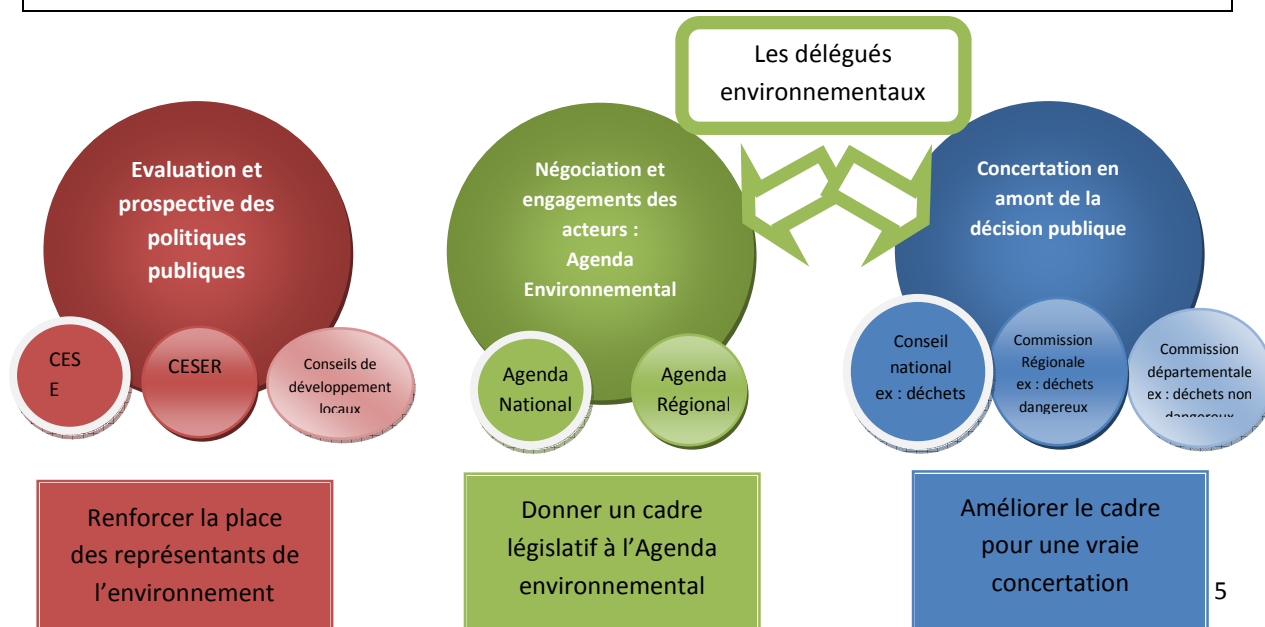 Les délégués
environnementaux
Evaluation et
prospective des
politiques
publiques
CES
E
CESER
Conseils de
développement
locaux
Négociation et
engagements des
acteurs :
Agenda
Environnemental
Agenda
National
Agenda
Régional
Concertation en
amont de la
décision publique
Conseil
national
ex : déchets
Commission
Régionale
ex : déchets
dangereux
Commission
départementale
ex : déchets non
dangereux
Renforcer la place
des représentants de
l’environnement
Donner un cadre
législatif à l’Agenda
environnemental
Améliorer le cadre
pour une vraie
concertation
5